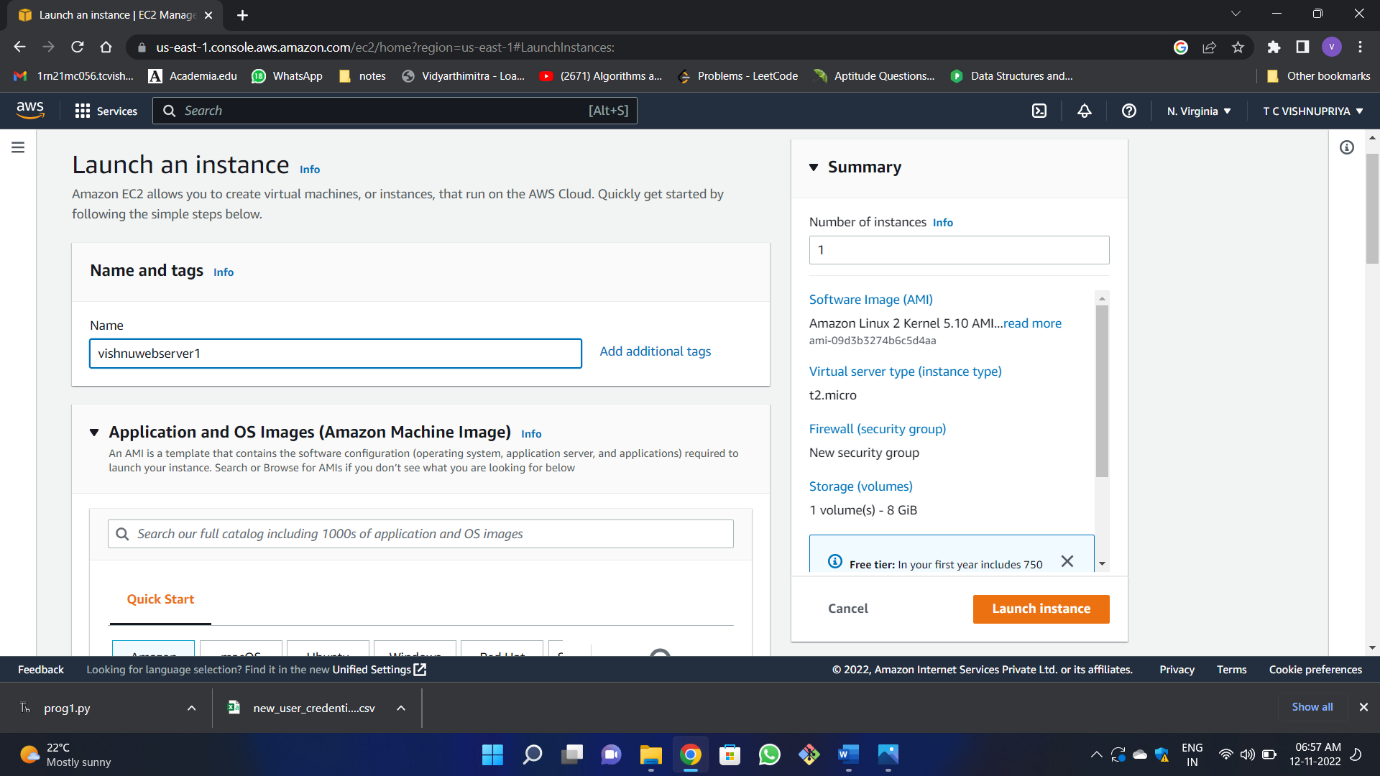 Launch an instance | EC2 Manag
us-east-1.console.aws.amazon.com/ec2/home?region=us-east-1#LaunchInstances:
V
1rn21mc056.tcvish...
Academia.edu
WhatsApp
notes
Vidyarthimitra - Loa...
(2671) Algorithms a...
Problems - LeetCode
Aptitude Questions...
Data Structures and...
Other bookmarks
aws
Services
Search
[Alt+S]
N. Virginia
T C VISHNUPRIYA
Launch an instance Info
Amazon EC2 allows you to create virtual machines, or instances, that run on the AWS Cloud. Quickly get started by
following the simple steps below.
Name and tags Info
Name
vishnuwebserver1
Add additional tags
Application and OS Images (Amazon Machine Image) Info
An AMI is a template that contains the software configuration (operating system, application server, and applications) required to
launch your instance. Search or Browse for AMIs if you don't see what you are looking for below
Search our full catalog including 1000s of application and OS images
Quick Start
Amazon
macOS
Ubuntu
Windows
Red Hat
Summary
Number of instances Info
1
Software Image (AMI)
Amazon Linux 2 Kernel 5.10 AMI...read more
ami-09d3b3274b6c5d4aa
Virtual server type (instance type)
t2.micro
Firewall (security group)
New security group
Storage (volumes)
1 volume(s) - 8 GiB
Free tier: In your first year includes 750
Cancel
Launch instance
Feedback
Looking for language selection? Find it in the new Unified Settings
© 2022, Amazon Internet Services Private Ltd. or its affiliates.
Privacy
Terms
Cookie preferences
prog1.py
new_user_credenti....csv
Show all
22°C
Mostly sunny
ENG
IN
06:57 AM
12-11-2022